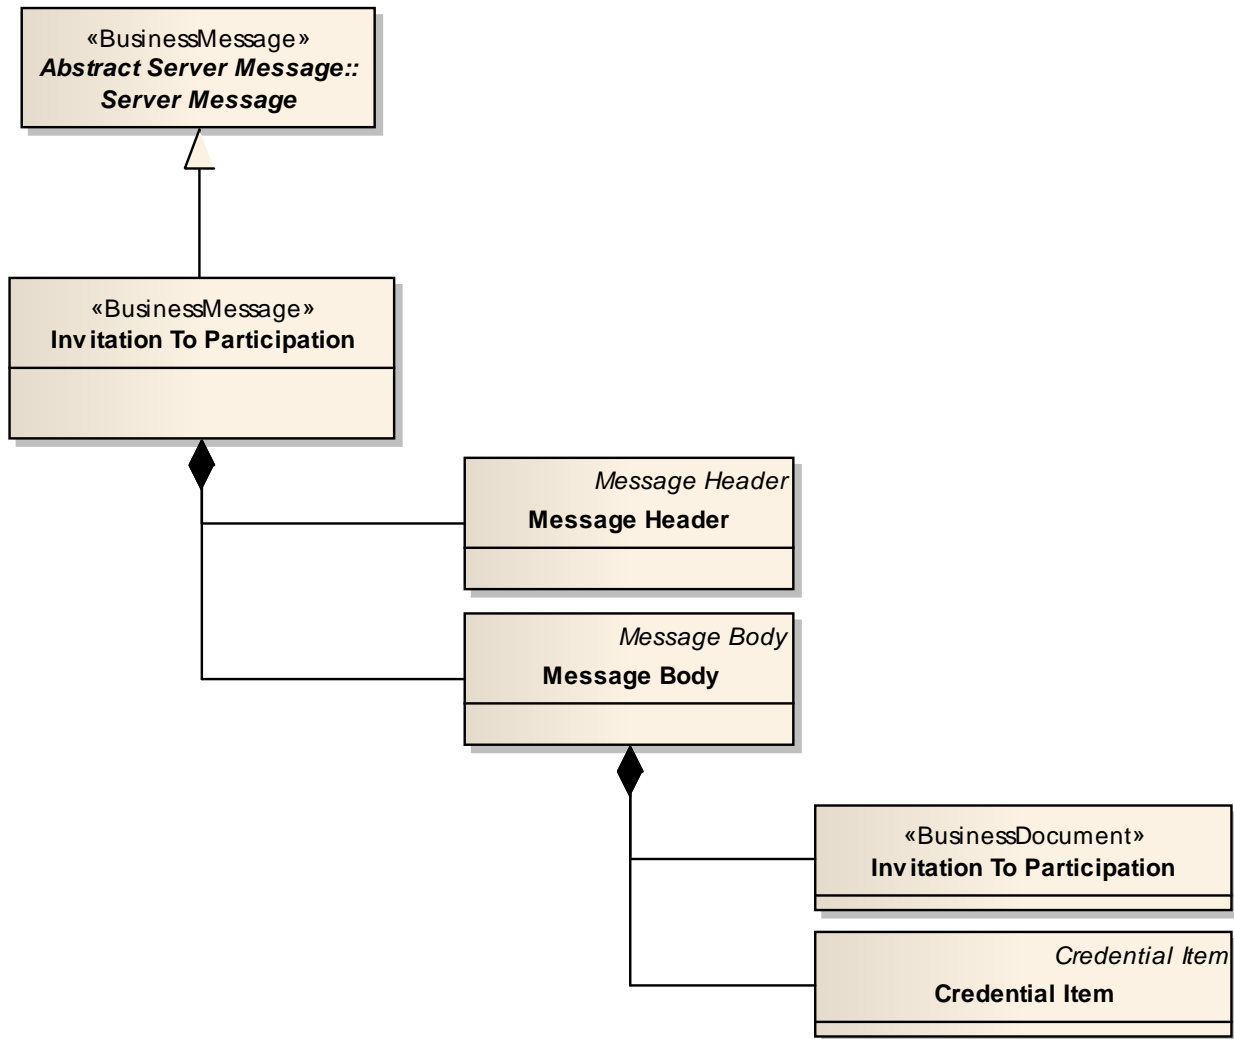 «BusinessMessage»
Abstract Server Message::
Server Message
«BusinessMessage»
Invitation To Participation
Message Header
Message Header
Message Body
Message Body
«BusinessDocument»
Invitation To Participation
Credential Item
Credential Item